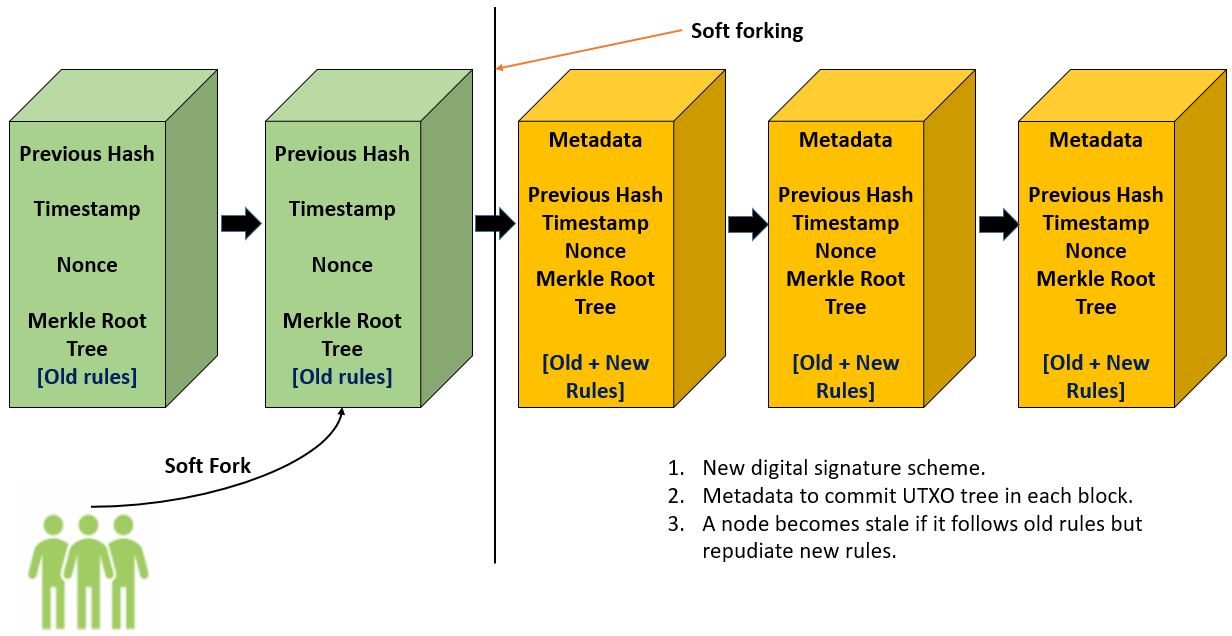 Soft forking
Previous Hash
Timestamp
Nonce
Merkle Root
Tree
[Old rules]
Previous Hash
Timestamp
Nonce
Merkle Root
Tree
[Old rules]
Metadata
Previous Hash
Timestamp
Nonce
Merkle Root
Tree
[Old + New
Rules]
Metadata
Previous Hash
Timestamp
Nonce
Merkle Root
Tree
[Old + New
Rules]
Metadata
Previous Hash
Timestamp
Nonce
Merkle Root
Tree
[Old + New
Rules]
Soft Fork
1. New digital signature scheme.
2. Metadata to commit UTXO tree in each block.
3. A node becomes stale if it follows old rules but
repudiate new rules.